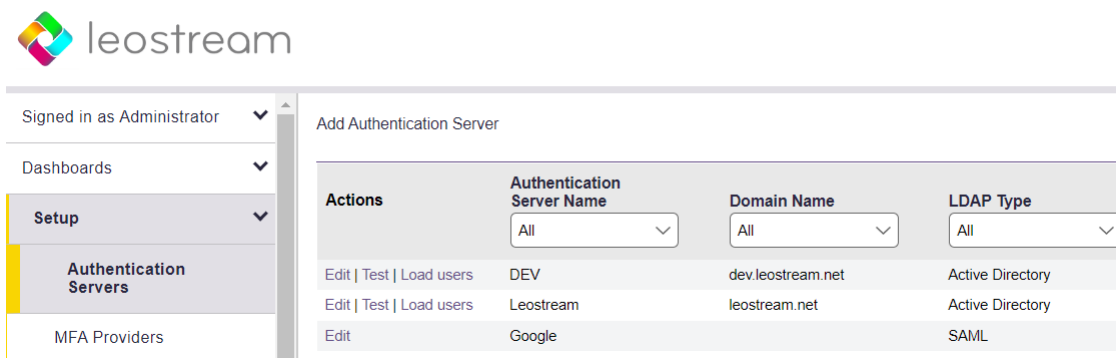 leostream
Signed in as Administrator
Dashboards
Setup
Authentication
Servers
MFA Providers
Add Authentication Server
Actions
Authentication
Server Name
Domain Name
LDAP Type
All
All
All
Edit | Test | Load users DEV dev.leostream.net Active Directory
Edit | Test | Load users Leostream leostream.net Active Directory
Edit Google SAML